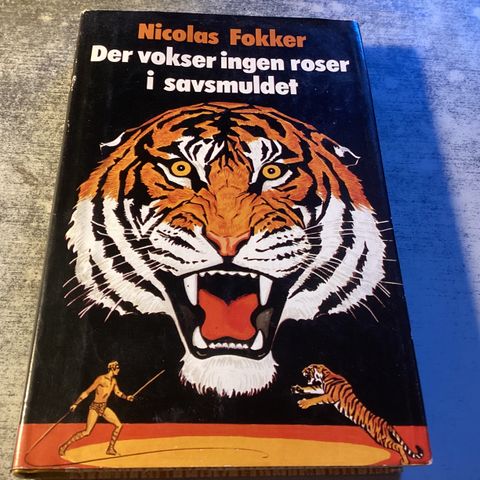 Nicolas Fokker
Der vokser ingen roser
i savsmuldet